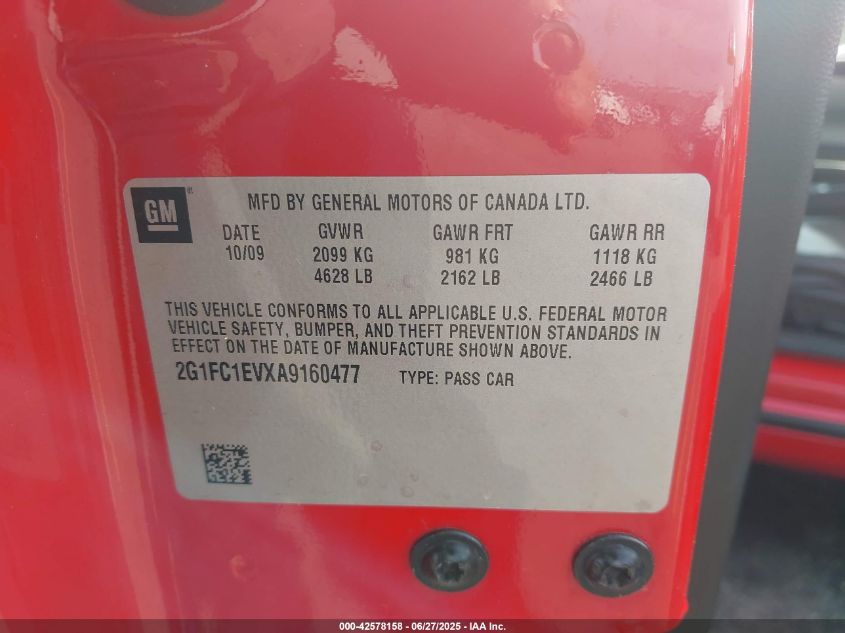 GM
MFD BY GENERAL MOTORS OF CANADA LTD.
DATE GVWR GAWR FRT GAWR RR
10/09 2099 KG 981 KG 1118 KG
4628 LB 2162 LB 2466 LB
THIS VEHICLE CONFORMS TO ALL APPLICABLE U.S. FEDERAL MOTOR
VEHICLE SAFETY, BUMPER, AND THEFT PREVENTION STANDARDS IN
EFFECT ON THE DATE OF MANUFACTURE SHOWN ABOVE.
2G1FC1EVXA9160477 TYPE: PASS CAR
000-42578158 - 06/27/2025 - IAA Inc.